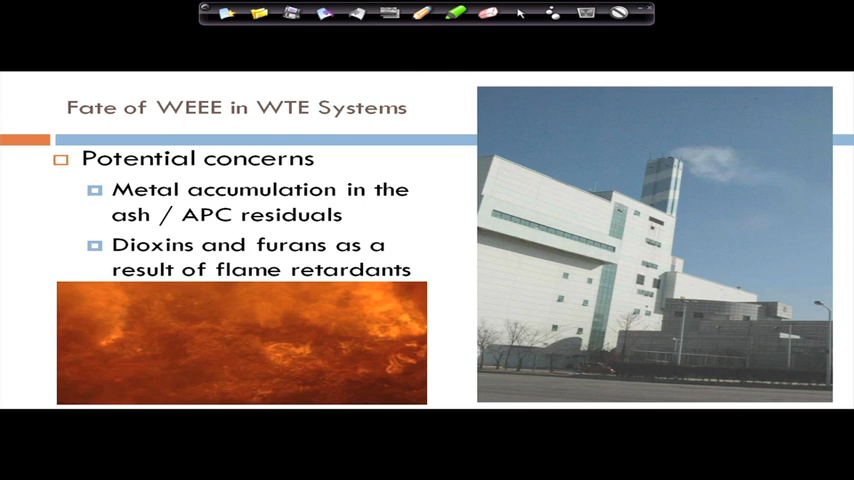 Fate of WEEE in WTE Systems
Potential concerns
Metal accumulation in the
ash / APC residuals
Dioxins and furans as a
result of flame retardants